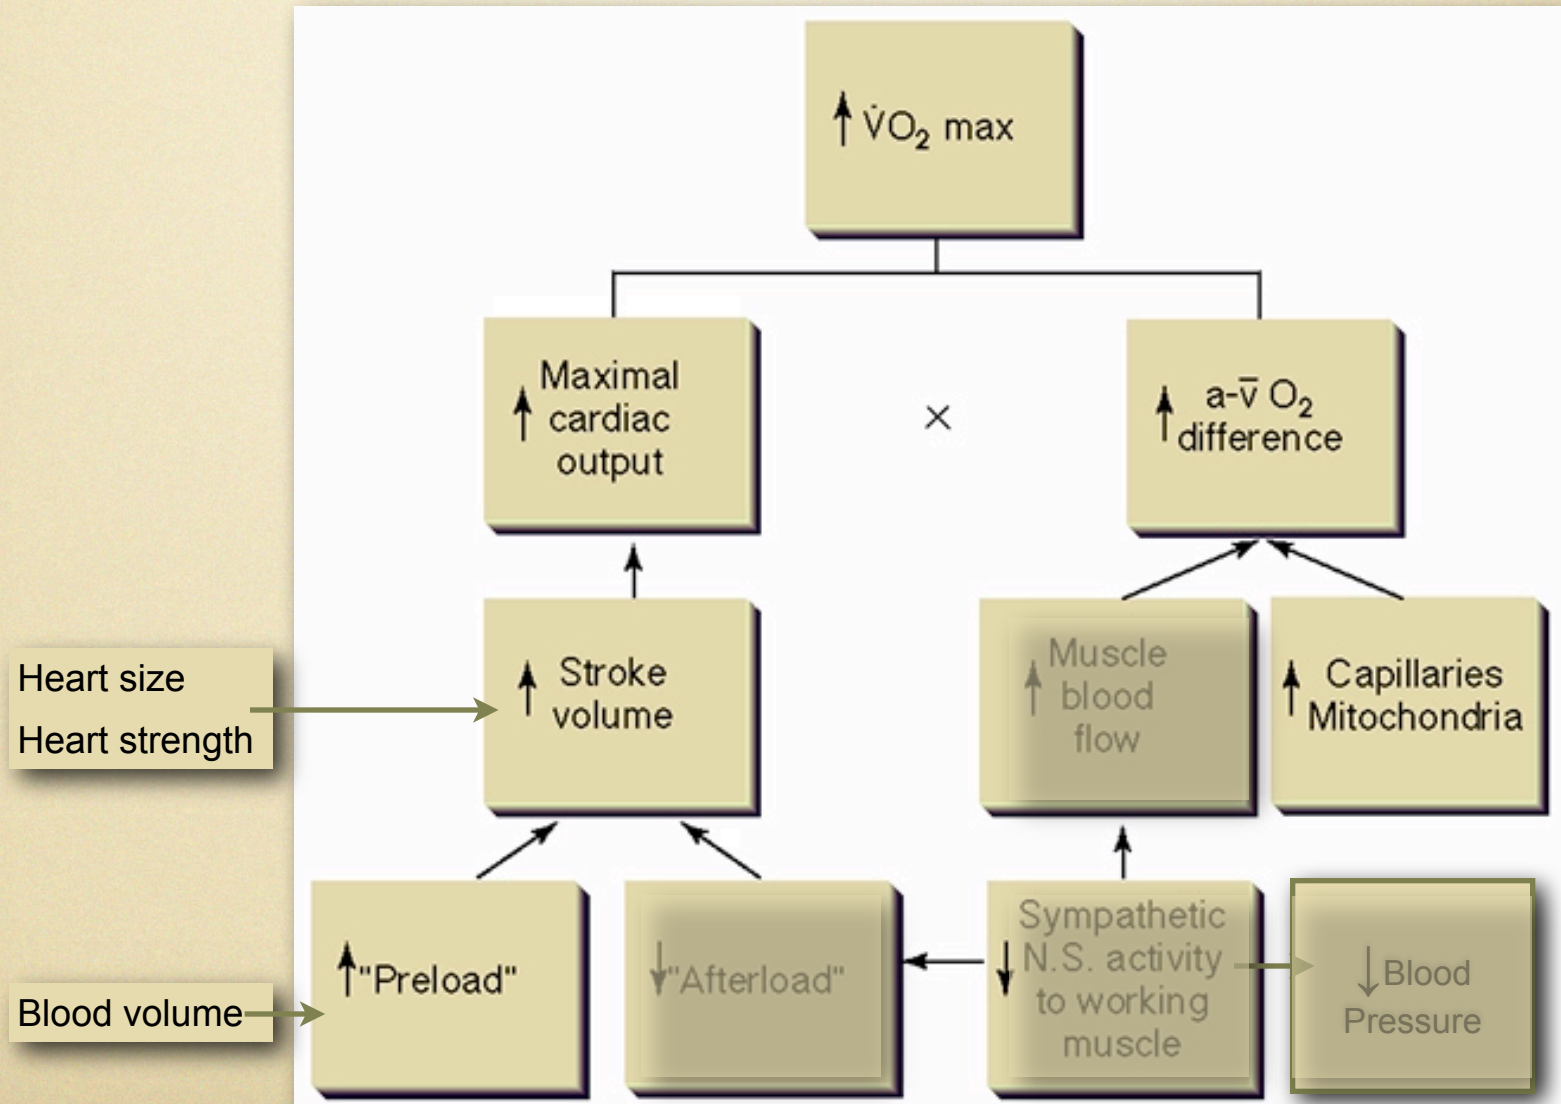 ↑ V̇O₂ max
Maximal
↑ cardiac
output
×
↑ a-v̅ O₂
difference
Heart size
Heart strength
↑ Stroke
volume
Muscle
↑ blood
flow
↑ Capillaries
Mitochondria
Blood volume
↑"Preload"
↓"Afterload"
Sympathetic
↓ N.S. activity
to working
muscle
↓Blood
Pressure